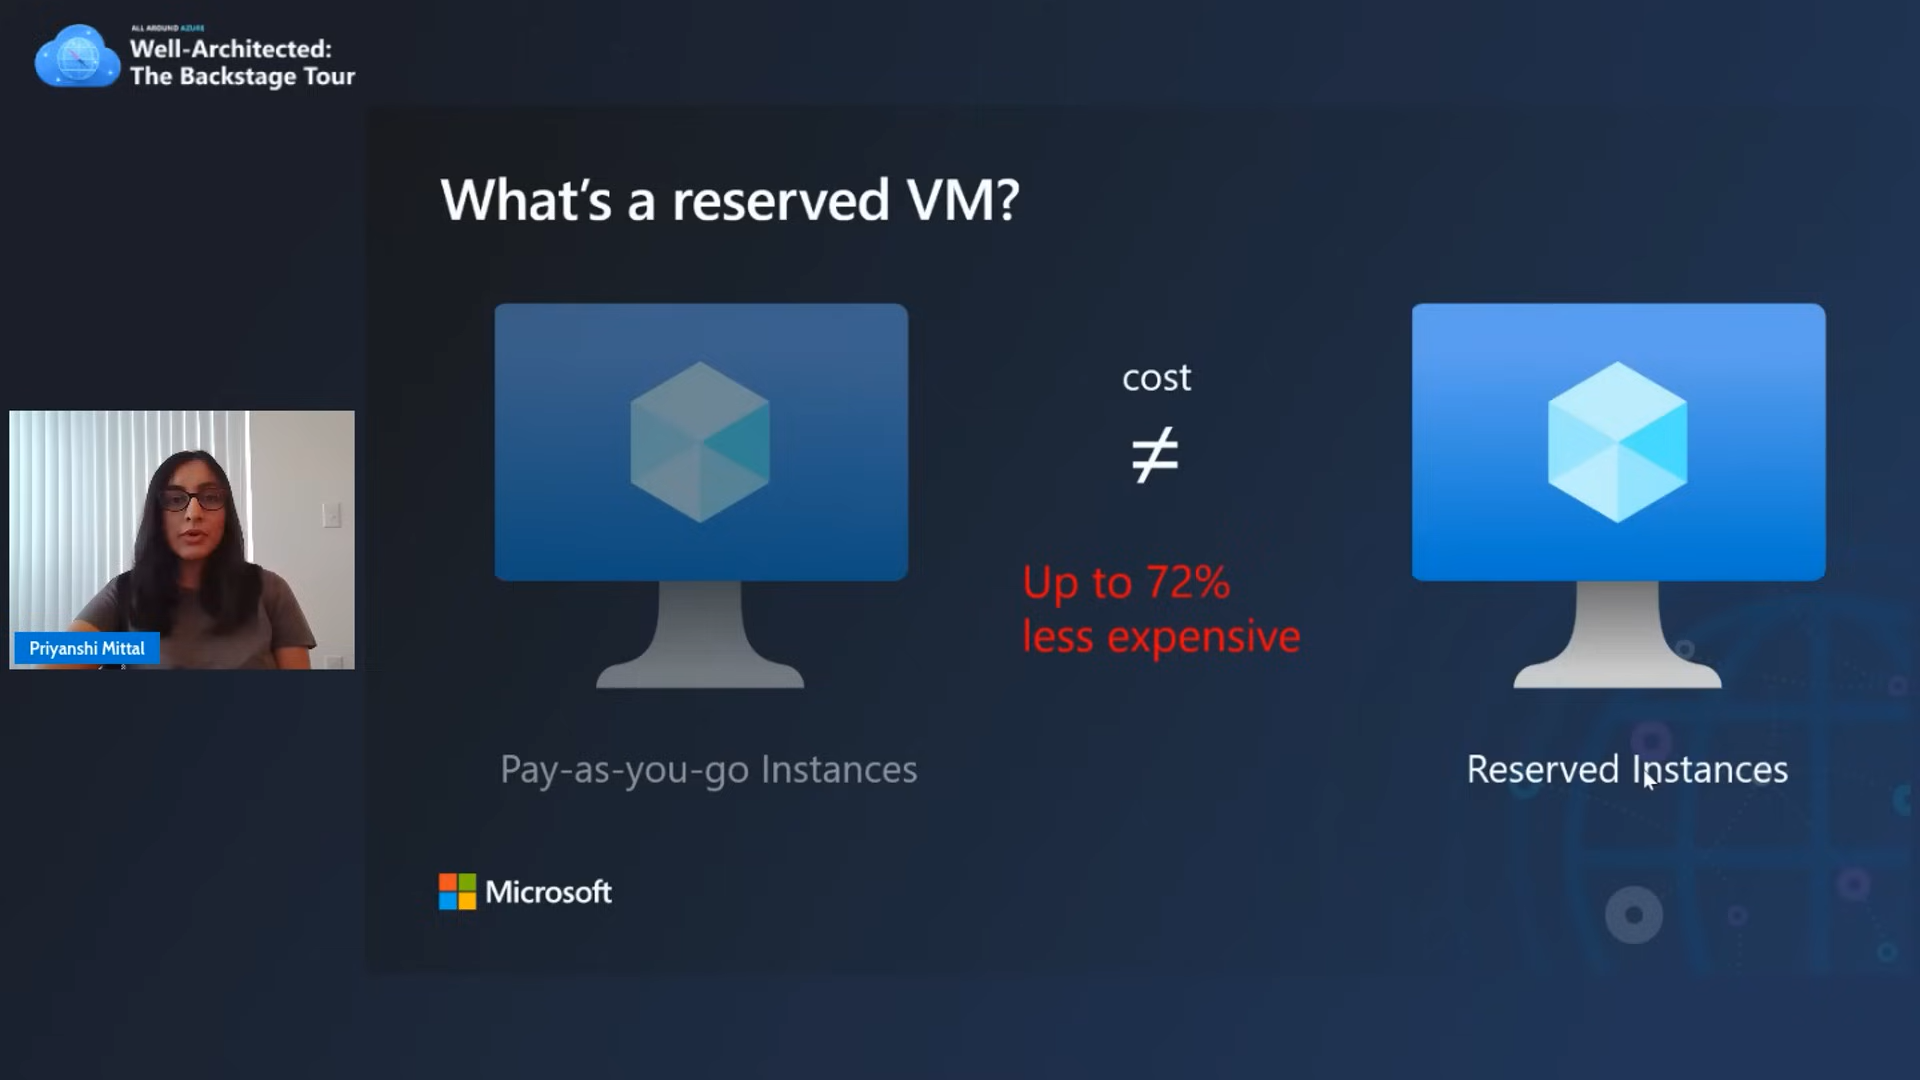 ALL AROUND AZURE
Well-Architected:
The Backstage Tour
What's a reserved VM?
cost
≠
Up to 72%
less expensive
Priyanshi Mittal
Pay-as-you-go Instances
Reserved Instances
Microsoft